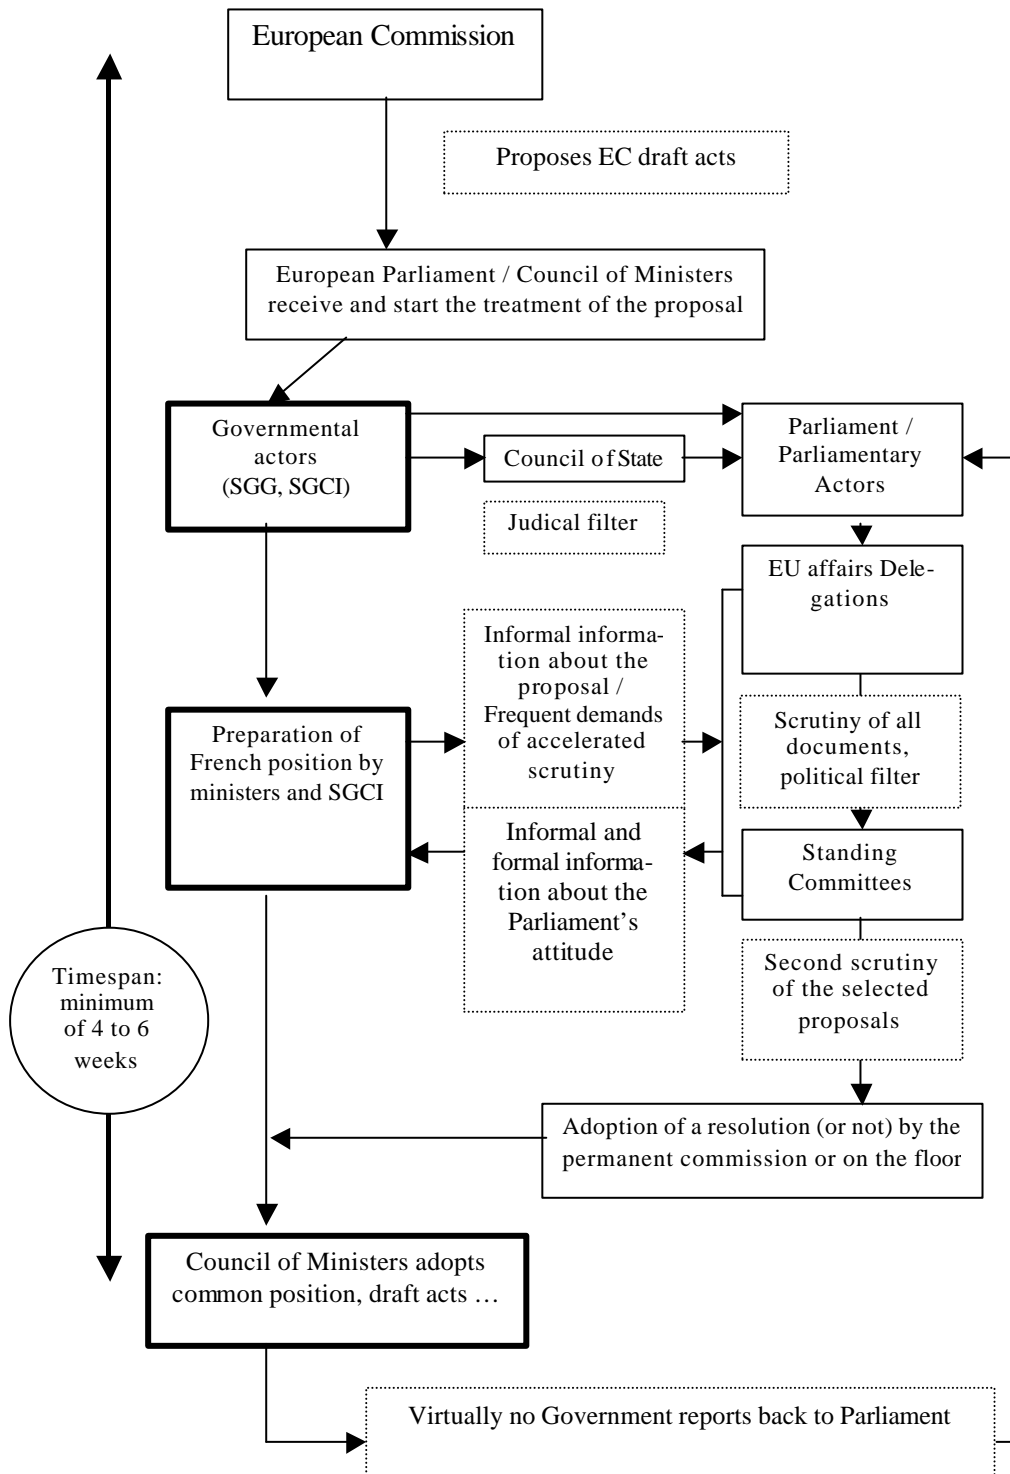 European Commission
Proposes EC draft acts
European Parliament / Council of Ministers
receive and start the treatment of the proposal
Governmental
actors
(SGG, SGCI)
Council of State
Parliament /
Parliamentary
Actors
Judical filter
EU affairs Dele-
gations
Informal informa-
tion about the
proposal /
Frequent demands
of accelerated
scrutiny
Preparation of
French position by
ministers and SGCI
Scrutiny of all
documents,
political filter
Informal and
formal informa-
tion about the
Parliament’s
attitude
Standing
Committees
Timespan:
minimum
of 4 to 6
weeks
Second scrutiny
of the selected
proposals
Adoption of a resolution (or not) by the
permanent commission or on the floor
Council of Ministers adopts
common position, draft acts …
Virtually no Government reports back to Parliament